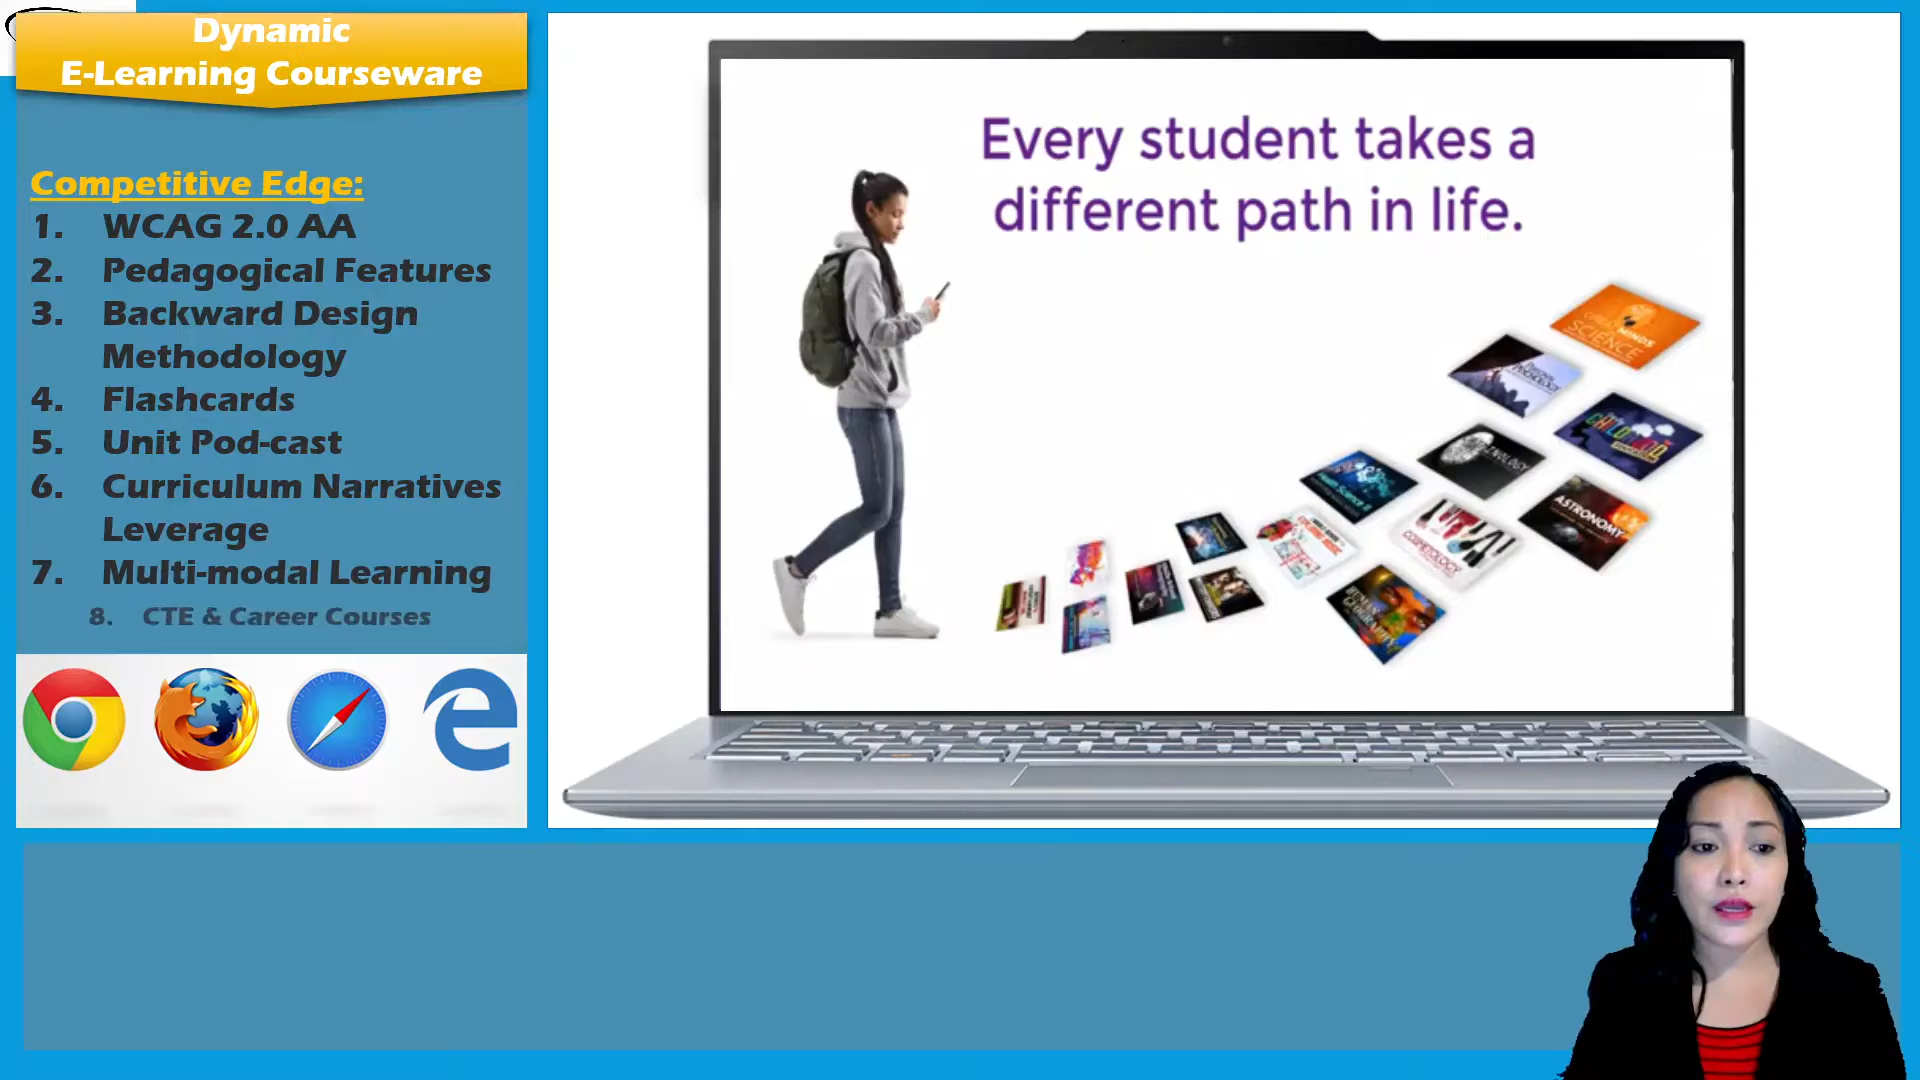 Dynamic
E-Learning Courseware
Competitive Edge:
1. WCAG 2.0 AA
2. Pedagogical Features
3. Backward Design
Methodology
4. Flashcards
5. Unit Pod-cast
6. Curriculum Narratives
Leverage
7. Multi-modal Learning
8. CTE & Career Courses
Every student takes a
different path in life.
MINDS
SCIENCE
ASTRONOMY
COSMETOLOGY